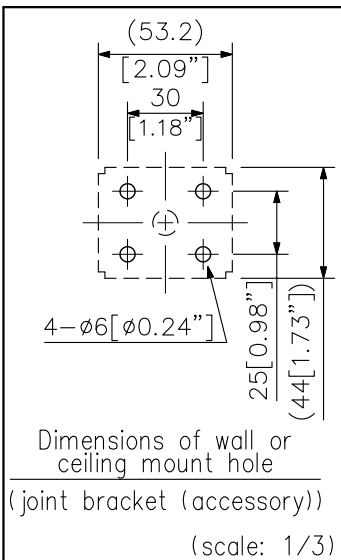 (53.2)
[2.09”]
30
[1.18”]
4-ø6[ø0.24”]
25[0.98”]
(44[1.73”])
Dimensions of wall or
ceiling mount hole
(joint bracket (accessory))
(scale: 1/3)